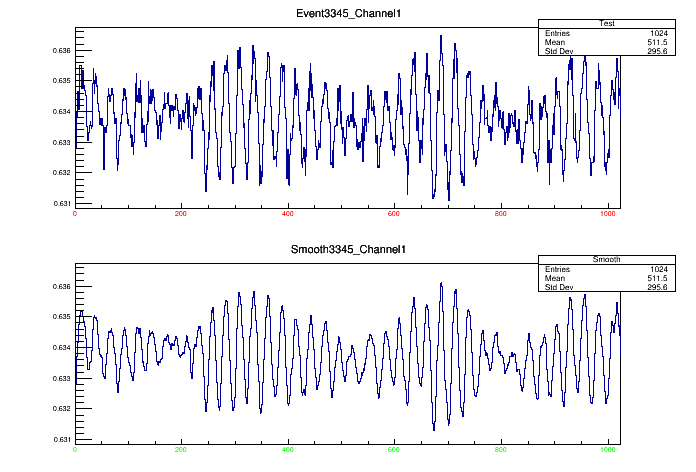 Event3345_Channel1
Test
Entries 1024
Mean 511.5
Std Dev 295.6
0.636
0.635
0.634
0.633
0.632
0.631
0 200 400 600 800 1000
Smooth3345_Channel1
Smooth
Entries 1024
Mean 511.5
Std Dev 295.6
0.636
0.635
0.634
0.633
0.632
0.631
0 200 400 600 800 1000